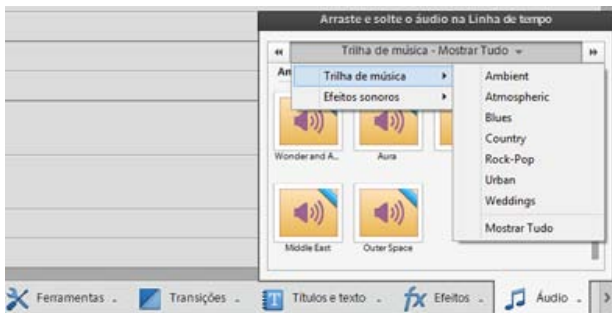 Arraste e solte o áudio na Linha de tempo
Trilha de música - Mostrar Tudo
An
Trilha de música
Efeitos sonoros
Ambient
Atmospheric
Blues
Country
Rock-Pop
Urban
Weddings
Mostrar Tudo
Wonder and A..
Aura
Middle East
Outer Space
Ferramentas
Transições
T
Títulos e texto
fx
Efeitos
Áudio